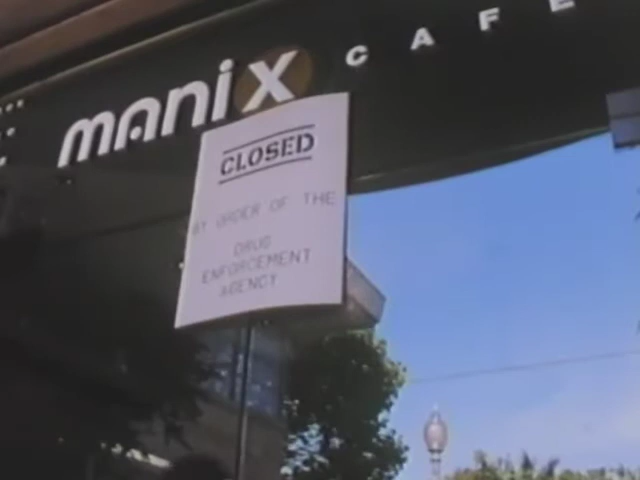 maniX CAFE
CLOSED
BY ORDER OF THE
DRUG
ENFORCEMENT
AGENCY